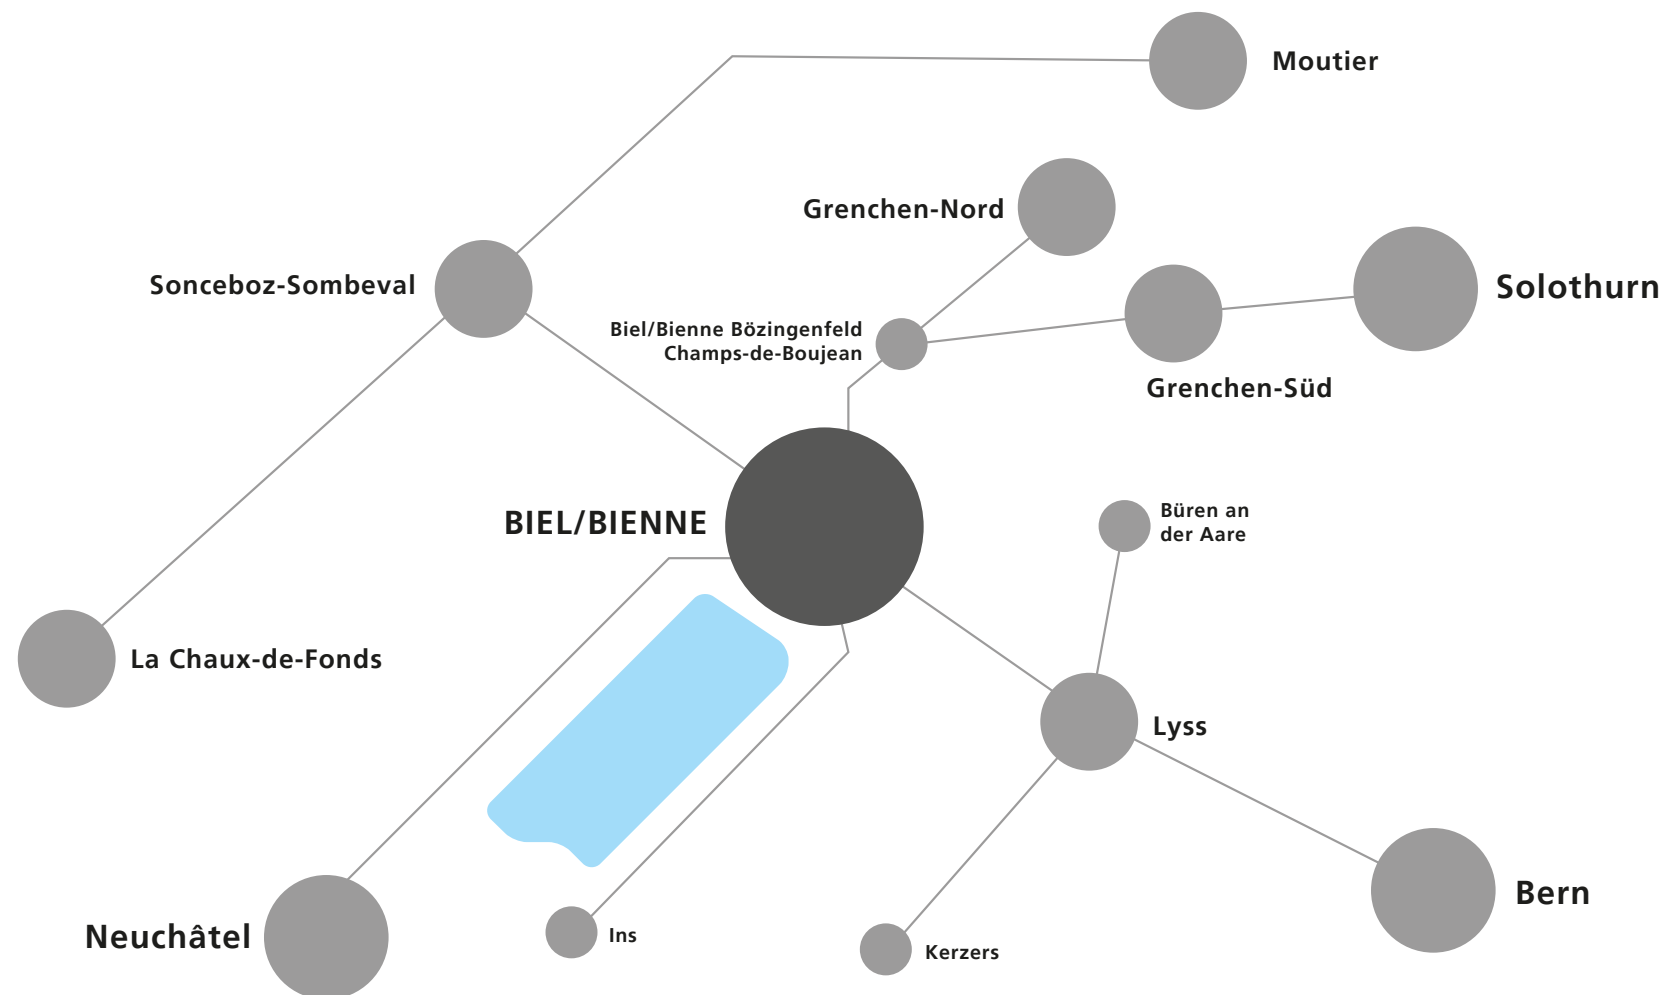 Moutier
Grenchen-Nord
Sonceboz-Sombeval
Solothurn
Biel/Bienne Bözingenfeld
Champs-de-Boujean
Grenchen-Süd
BIEL/BIENNE
Büren an
der Aare
La Chaux-de-Fonds
Lyss
Bern
Neuchâtel
Ins
Kerzers